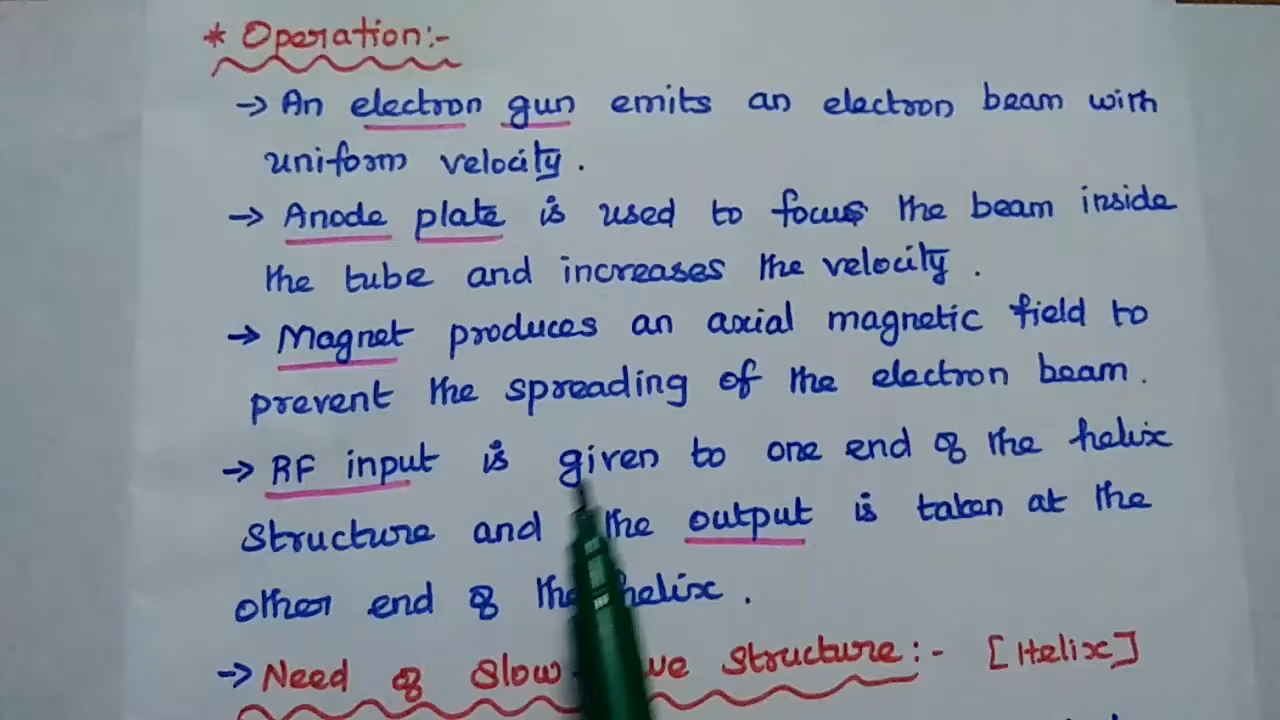 * Operation:-
→ An electron gun emits an electron beam with
uniform velocity.
→ Anode plate is used to focus the beam inside
the tube and increases the velocity.
→ Magnet produces an axial magnetic field to
prevent the spreading of the electron beam.
→ RF input is given to one end of the helix
structure and the output is taken at the
other end of the helix.
→ Need of Slow structure:- [Helix]